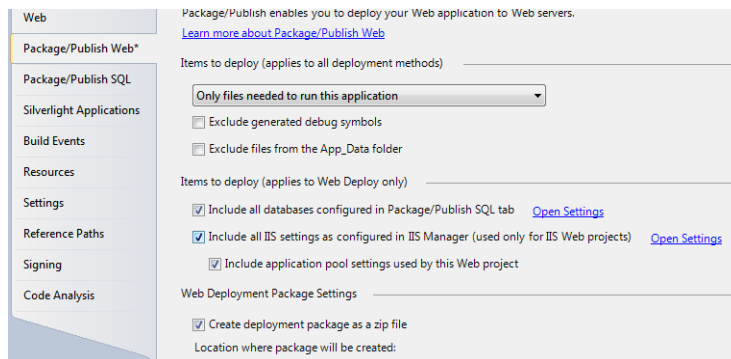 Web
Package/Publish Web*
Package/Publish SQL
Silverlight Applications
Build Events
Resources
Settings
Reference Paths
Signing
Code Analysis
Package/Publish enables you to deploy your Web application to Web servers.
Learn more about Package/Publish Web
Items to deploy (applies to all deployment methods)
Only files needed to run this application
Exclude generated debug symbols
Exclude files from the App_Data folder
Items to deploy (applies to Web Deploy only)
Include all databases configured in Package/Publish SQL tab Open Settings
Include all IIS settings as configured in IIS Manager (used only for IIS Web projects) Open Settings
Include application pool settings used by this Web project
Web Deployment Package Settings
Create deployment package as a zip file
Location where package will be created: